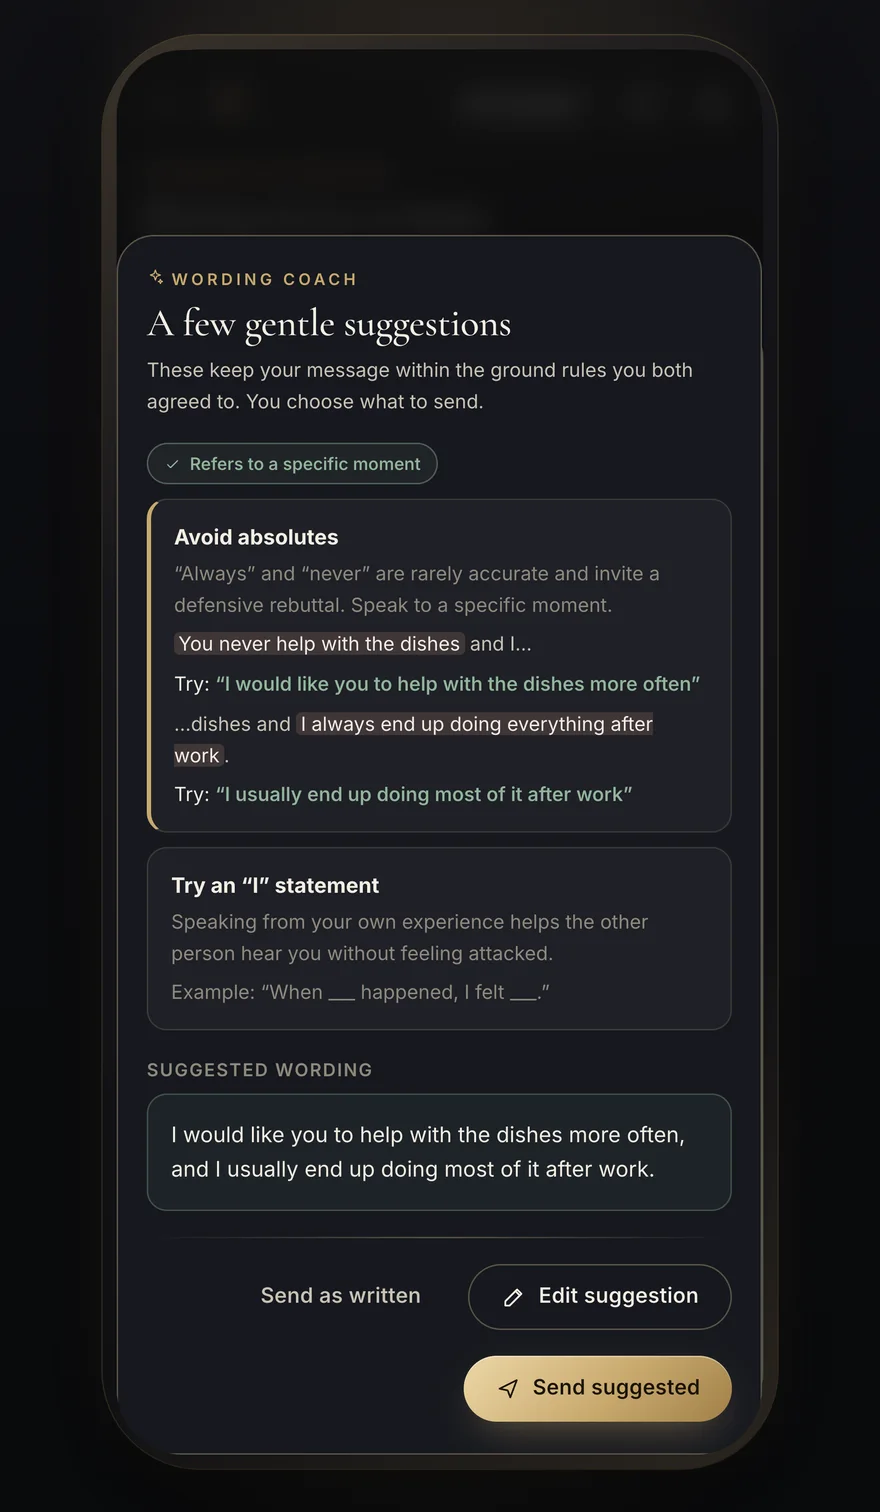 WORDING COACH
A few gentle suggestions
These keep your message within the ground rules you both
agreed to. You choose what to send.
Refers to a specific moment
Avoid absolutes
“Always” and “never” are rarely accurate and invite a
defensive rebuttal. Speak to a specific moment.
You never help with the dishes and I…
Try: “I would like you to help with the dishes more often”
…dishes and I always end up doing everything after
work.
Try: “I usually end up doing most of it after work”
Try an “I” statement
Speaking from your own experience helps the other
person hear you without feeling attacked.
Example: “When ___ happened, I felt ___.”
SUGGESTED WORDING
I would like you to help with the dishes more often,
and I usually end up doing most of it after work.
Send as written
Edit suggestion
Send suggested